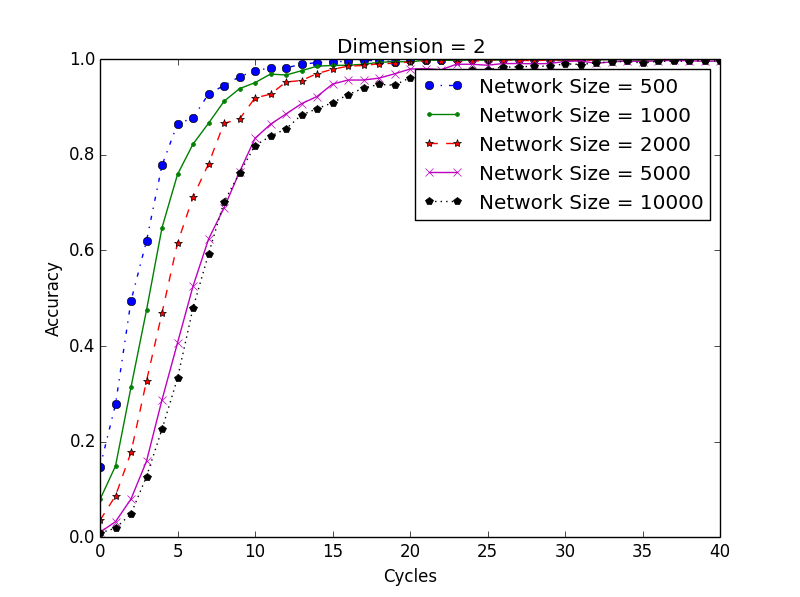 Dimension = 2
1.0
0.8
0.6
0.4
0.2
0.0
Accuracy
Network Size = 500
Network Size = 1000
Network Size = 2000
Network Size = 5000
Network Size = 10000
0 5 10 15 20 25 30 35 40
Cycles